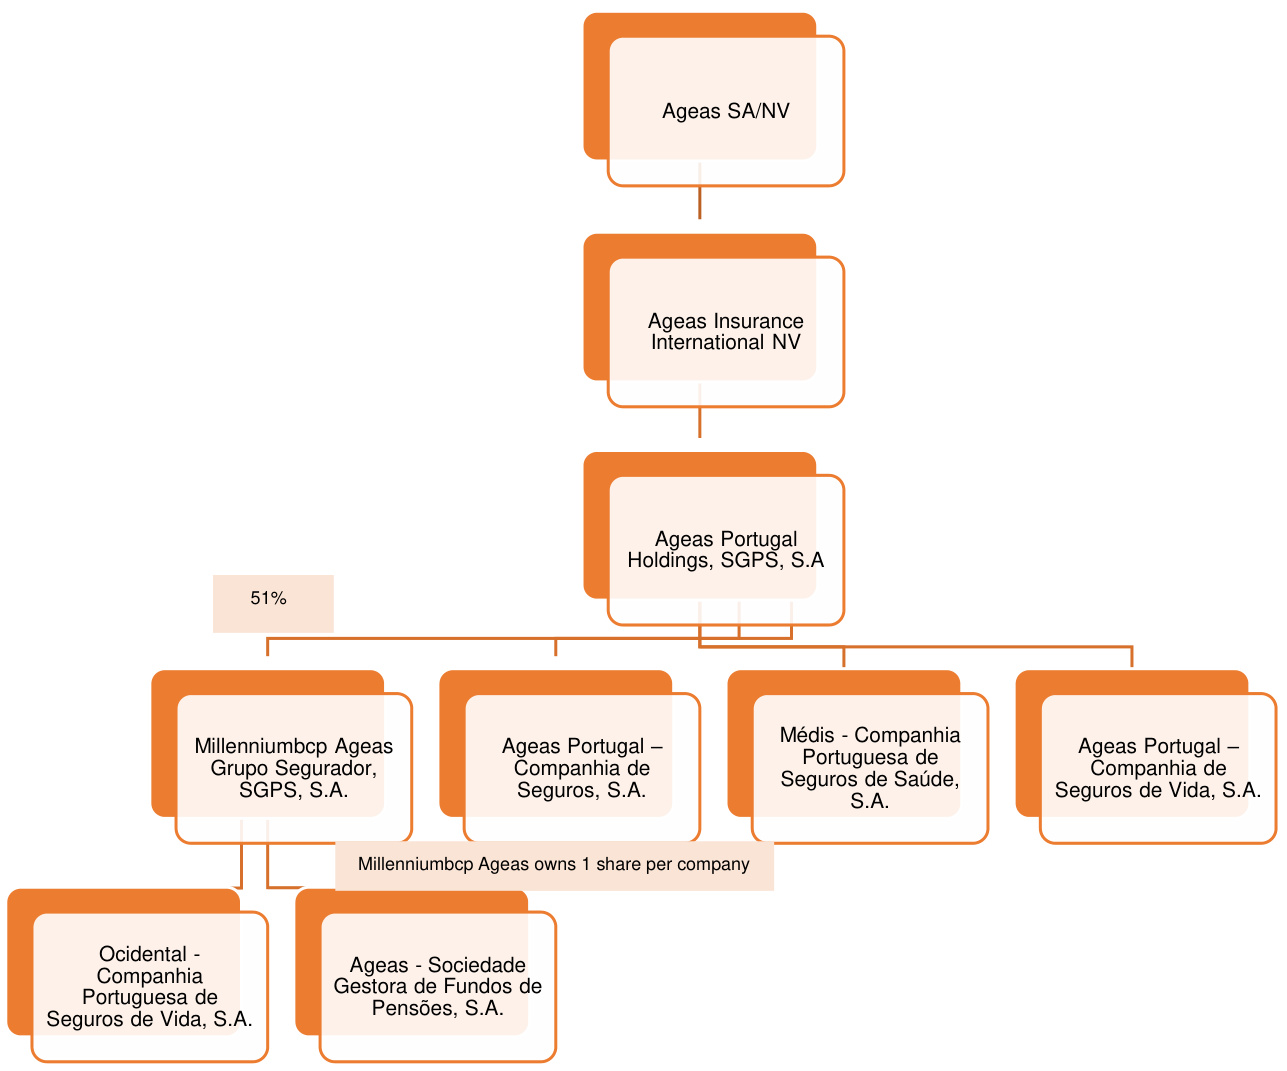 Ageas SA/NV
Ageas Insurance
International NV
Ageas Portugal
Holdings, SGPS, S.A
51%
Millenniumbcp Ageas
Grupo Segurador,
SGPS, S.A.
Ageas Portugal –
Companhia de
Seguros, S.A.
Médis - Companhia
Portuguesa de
Seguros de Saúde,
S.A.
Ageas Portugal –
Companhia de
Seguros de Vida, S.A.
Millenniumbcp Ageas owns 1 share per company
Ocidental -
Companhia
Portuguesa de
Seguros de Vida, S.A.
Ageas - Sociedade
Gestora de Fundos de
Pensões, S.A.